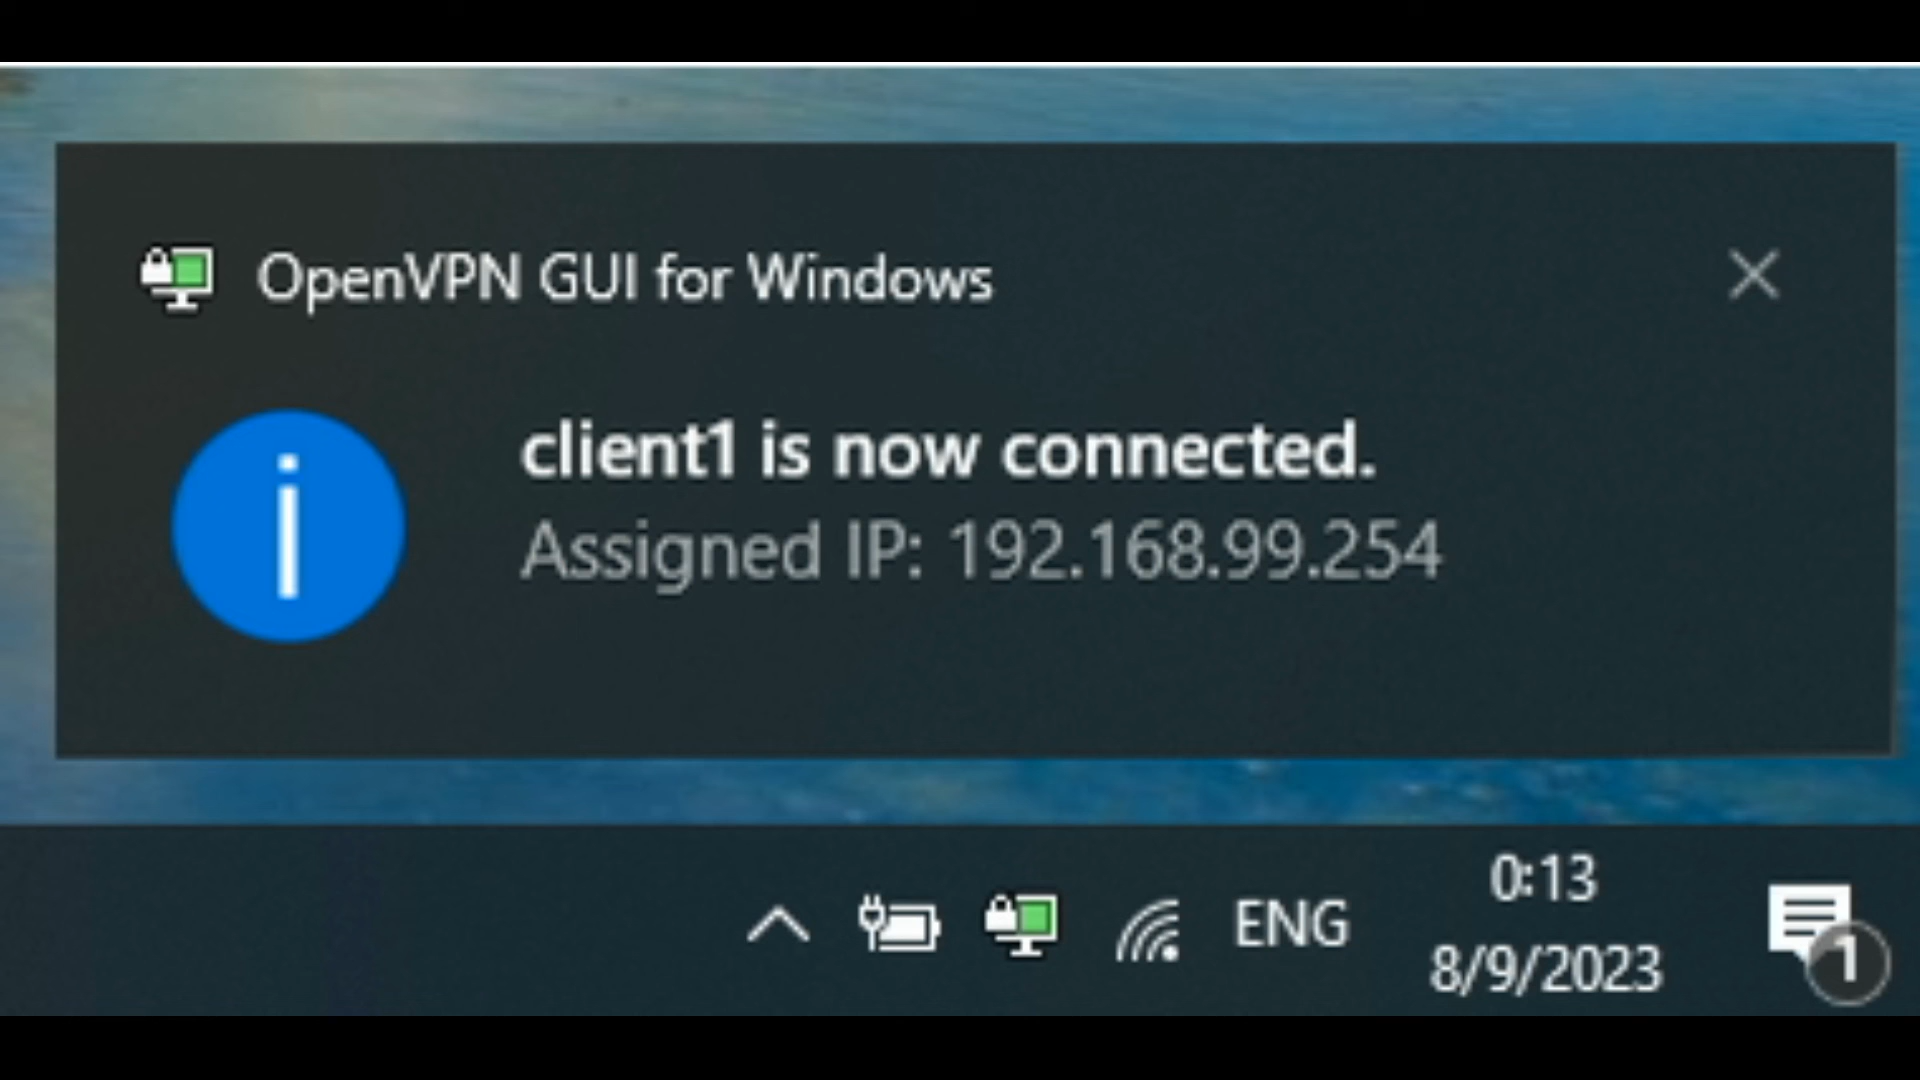 OpenVPN GUI for Windows
client1 is now connected.
Assigned IP: 192.168.99.254
ENG
0:13
8/9/2023
1